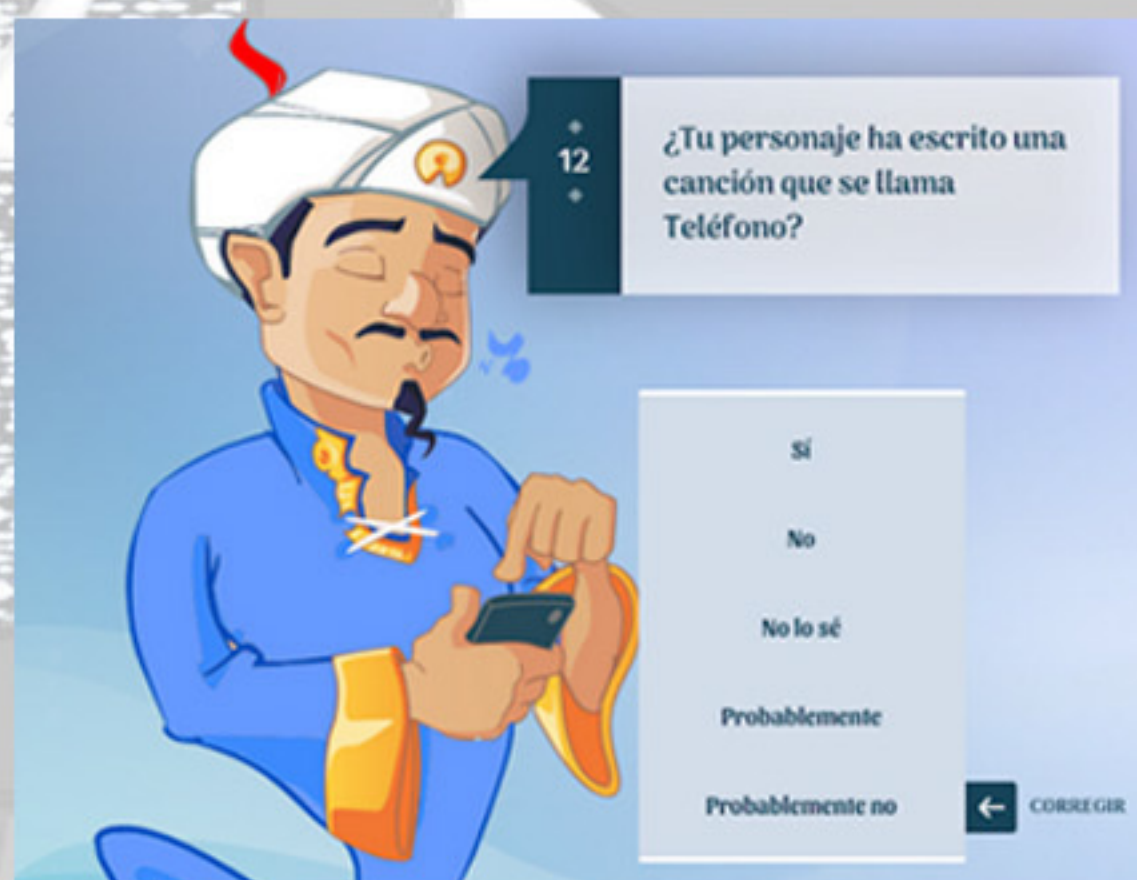 12
¿Tu personaje ha escrito una
canción que se llama
Teléfono?
Sí
No
No lo sé
Probablemente
Probablemente no
CORREGIR